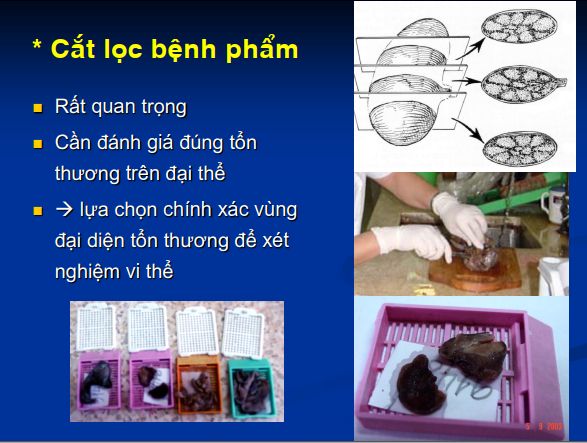 * Cắt lọc bệnh phẩm
Rất quan trọng
Cần đánh giá đúng tổn
thương trên đại thể
→ lựa chọn chính xác vùng
đại diện tổn thương để xét
nghiệm vi thể
5 9 2003